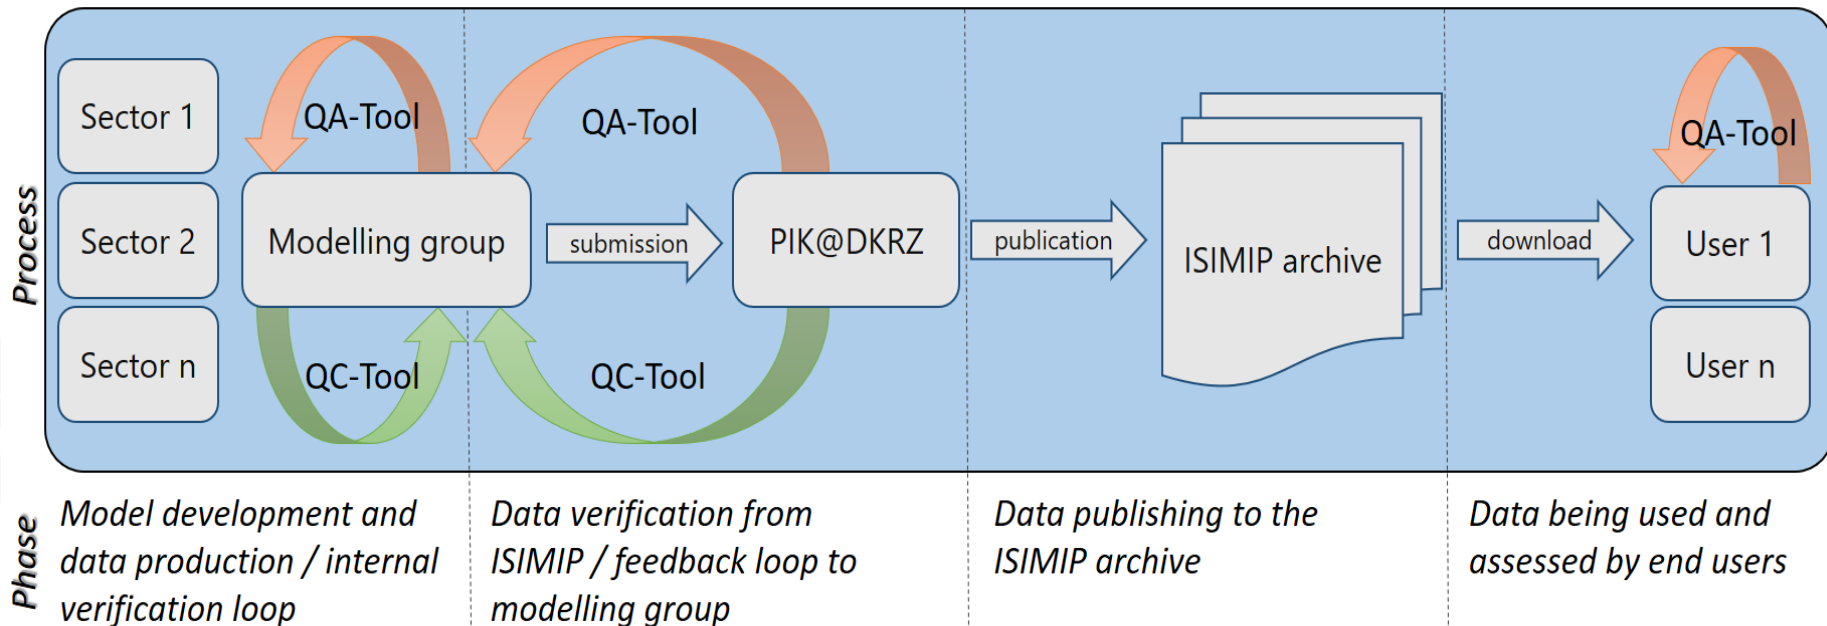 Process
Sector 1
Sector 2
Sector n
QA-Tool
Modelling group
QC-Tool
QA-Tool
submission
PIK@DKRZ
QC-Tool
publication
ISIMIP archive
download
QA-Tool
User 1
User n
Phase
Model development and
data production / internal
verification loop
Data verification from
ISIMIP / feedback loop to
modelling group
Data publishing to the
ISIMIP archive
Data being used and
assessed by end users